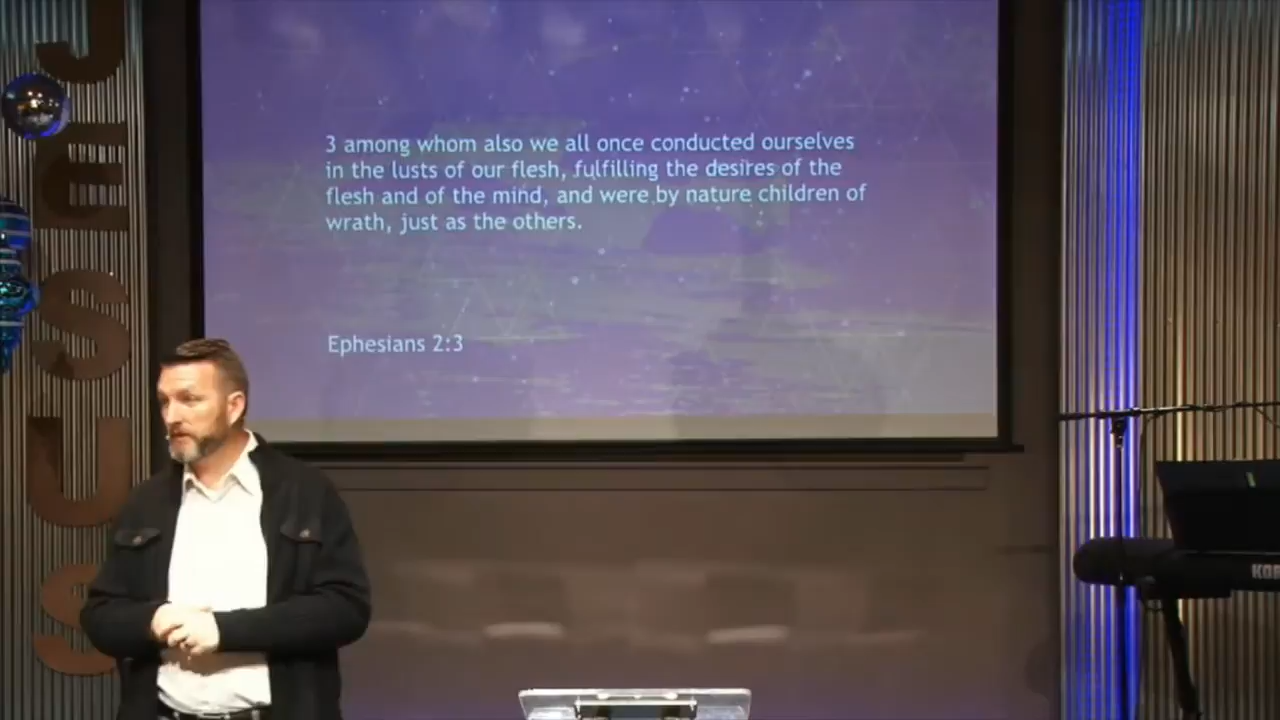 JESUS
3 among whom also we all once conducted ourselves
in the lusts of our flesh, fulfilling the desires of the
flesh and of the mind, and were by nature children of
wrath, just as the others.
Ephesians 2:3
KOR